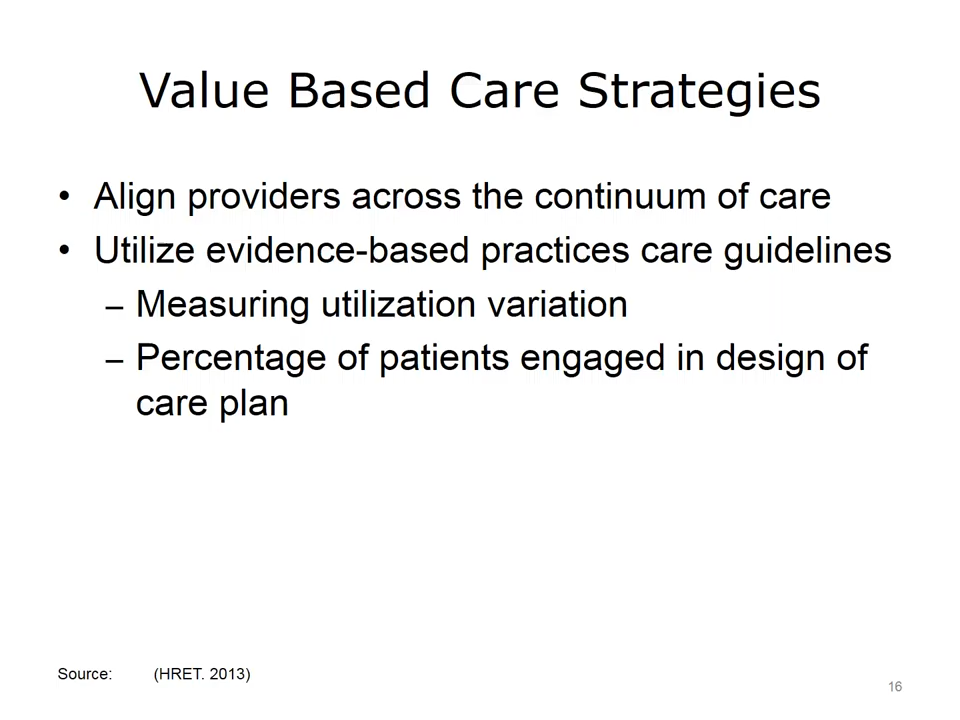 Value Based Care Strategies
• Align providers across the continuum of care
• Utilize evidence-based practices care guidelines
– Measuring utilization variation
– Percentage of patients engaged in design of
care plan
Source: (HRET. 2013)
16